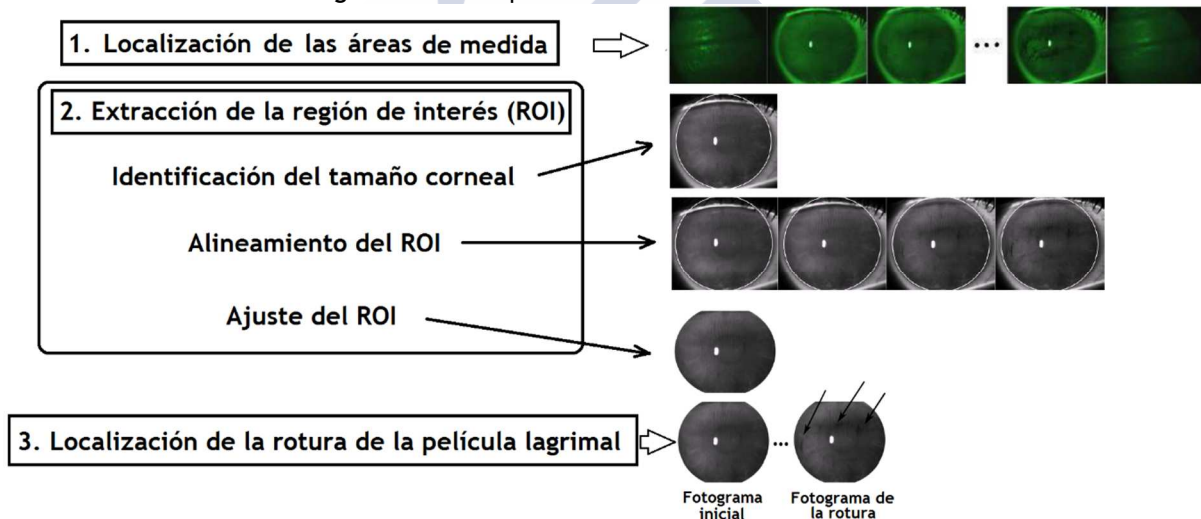 1. Localización de las áreas de medida
2. Extracción de la región de interés (ROI)
Identificación del tamaño corneal
Alineamiento del ROI
Ajuste del ROI
3. Localización de la rotura de la película lagrimal
Fotograma
inicial
Fotograma de
la rotura